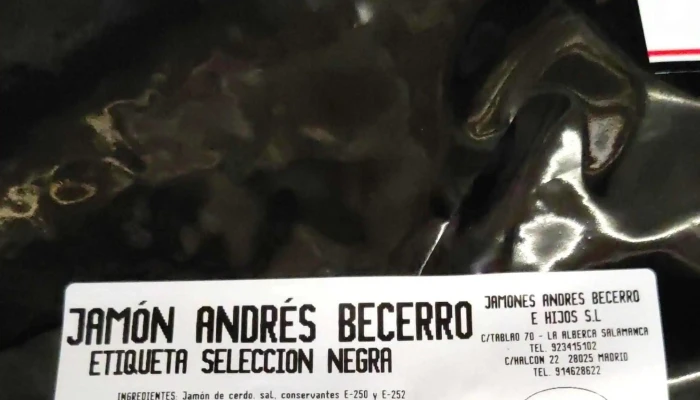 JAMÓN ANDRÉS BECERRO
ETIQUETA SELECCION NEGRA
INGREDIENTES: Jamón de cerdo, sal, conservantes E-250 y E-252
JAMONES ANDRES BECERRO
E HIJOS S.L
C/TABLAO 70 - LA ALBERCA SALAMANCA
TEL. 923415102
C/HALCON 22 28025 MADRID
TEL. 914628622